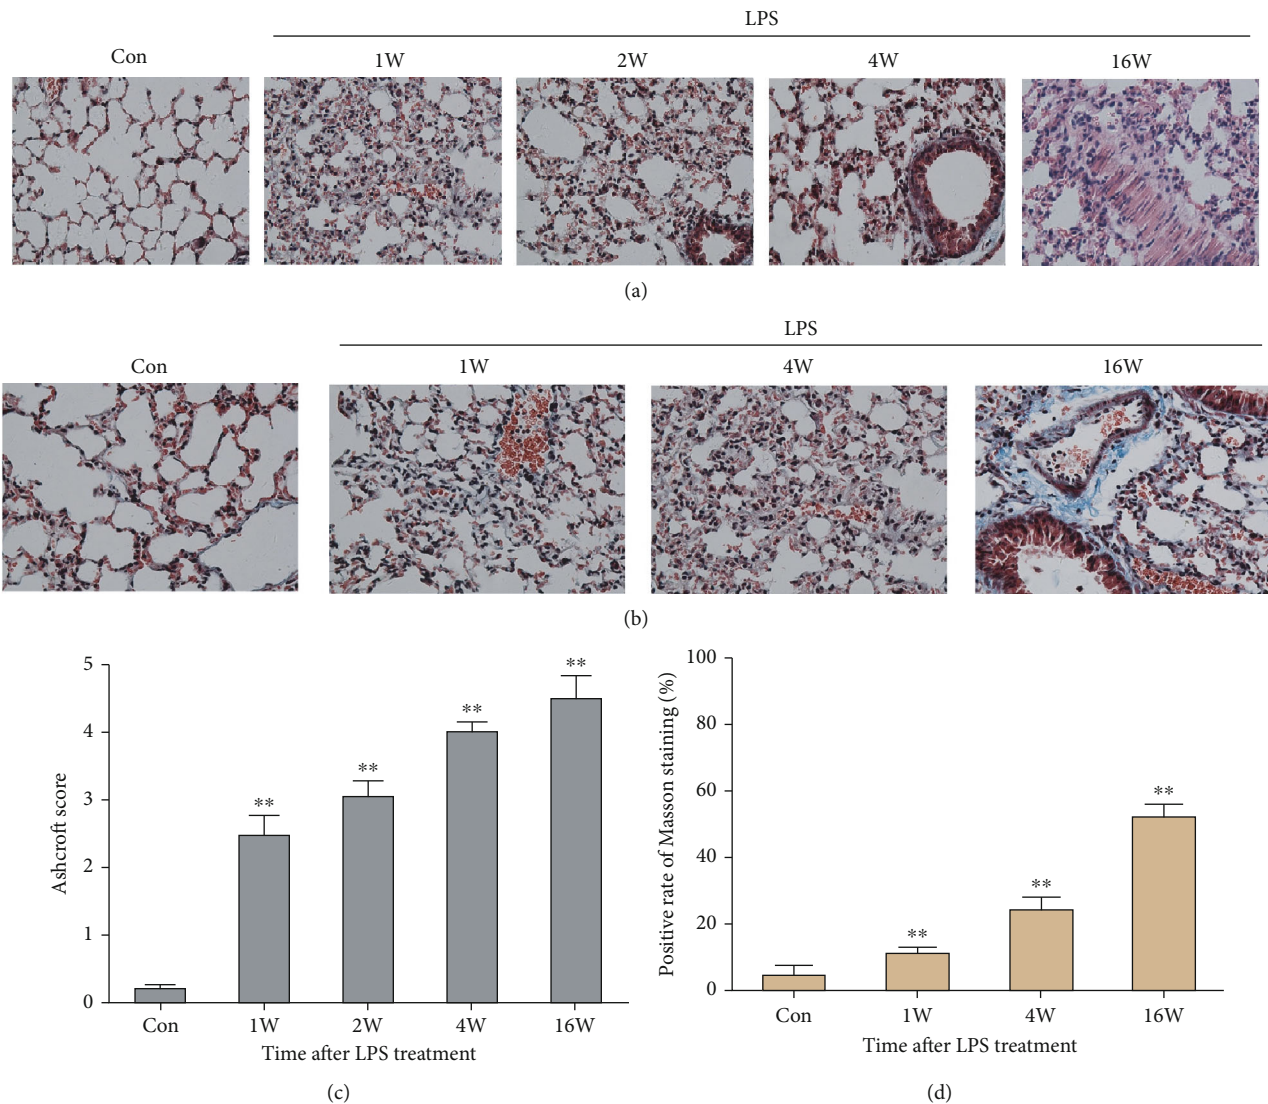 LPS
Con
1W
2W
4W
16W
(a)
LPS
Con
1W
4W
16W
(b)
Ashcroft score
5
4
3
2
1
0
**
**
**
**
Con
1W
2W
4W
16W
Time after LPS treatment
(c)
Positive rate of Masson staining (%)
100
80
60
40
20
0
**
**
**
Con
1W
4W
16W
Time after LPS treatment
(d)